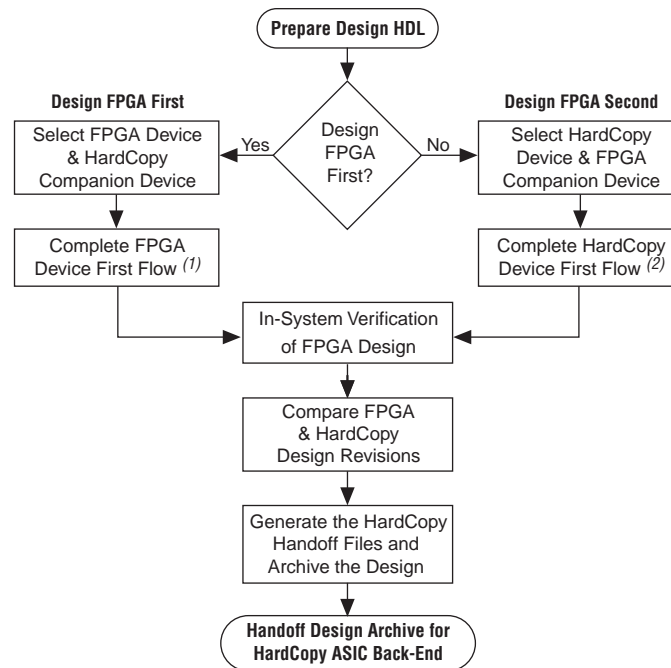 Prepare Design HDL
Design FPGA First
Design FPGA Second
Select FPGA Device
& HardCopy
Companion Device
Yes
Design
FPGA
First?
No
Select HardCopy
Device & FPGA
Companion Device
Complete FPGA
Device First Flow (1)
Complete HardCopy
Device First Flow (2)
In-System Verification
of FPGA Design
Compare FPGA
& HardCopy
Design Revisions
Generate the HardCopy
Handoff Files and
Archive the Design
Handoff Design Archive for
HardCopy ASIC Back-End